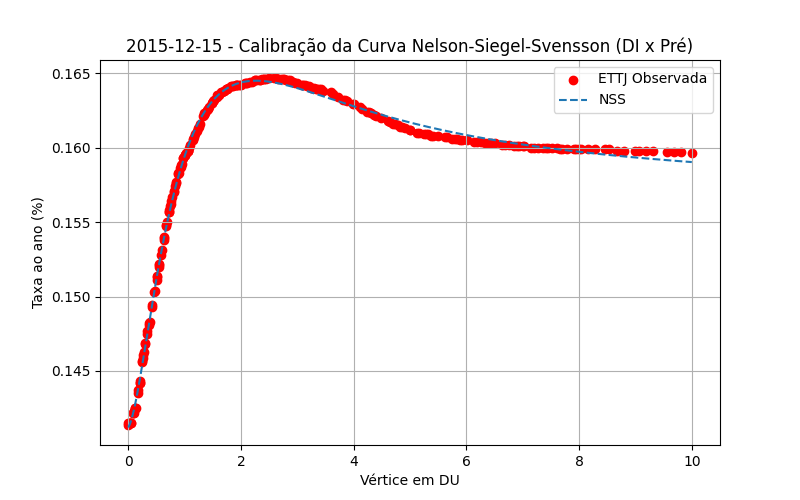 2015-12-15 - Calibração da Curva Nelson-Siegel-Svensson (DI x Pré)
ETTJ Observada
NSS
Taxa ao ano (%)
0.165
0.160
0.155
0.150
0.145
0 2 4 6 8 10
Vértice em DU